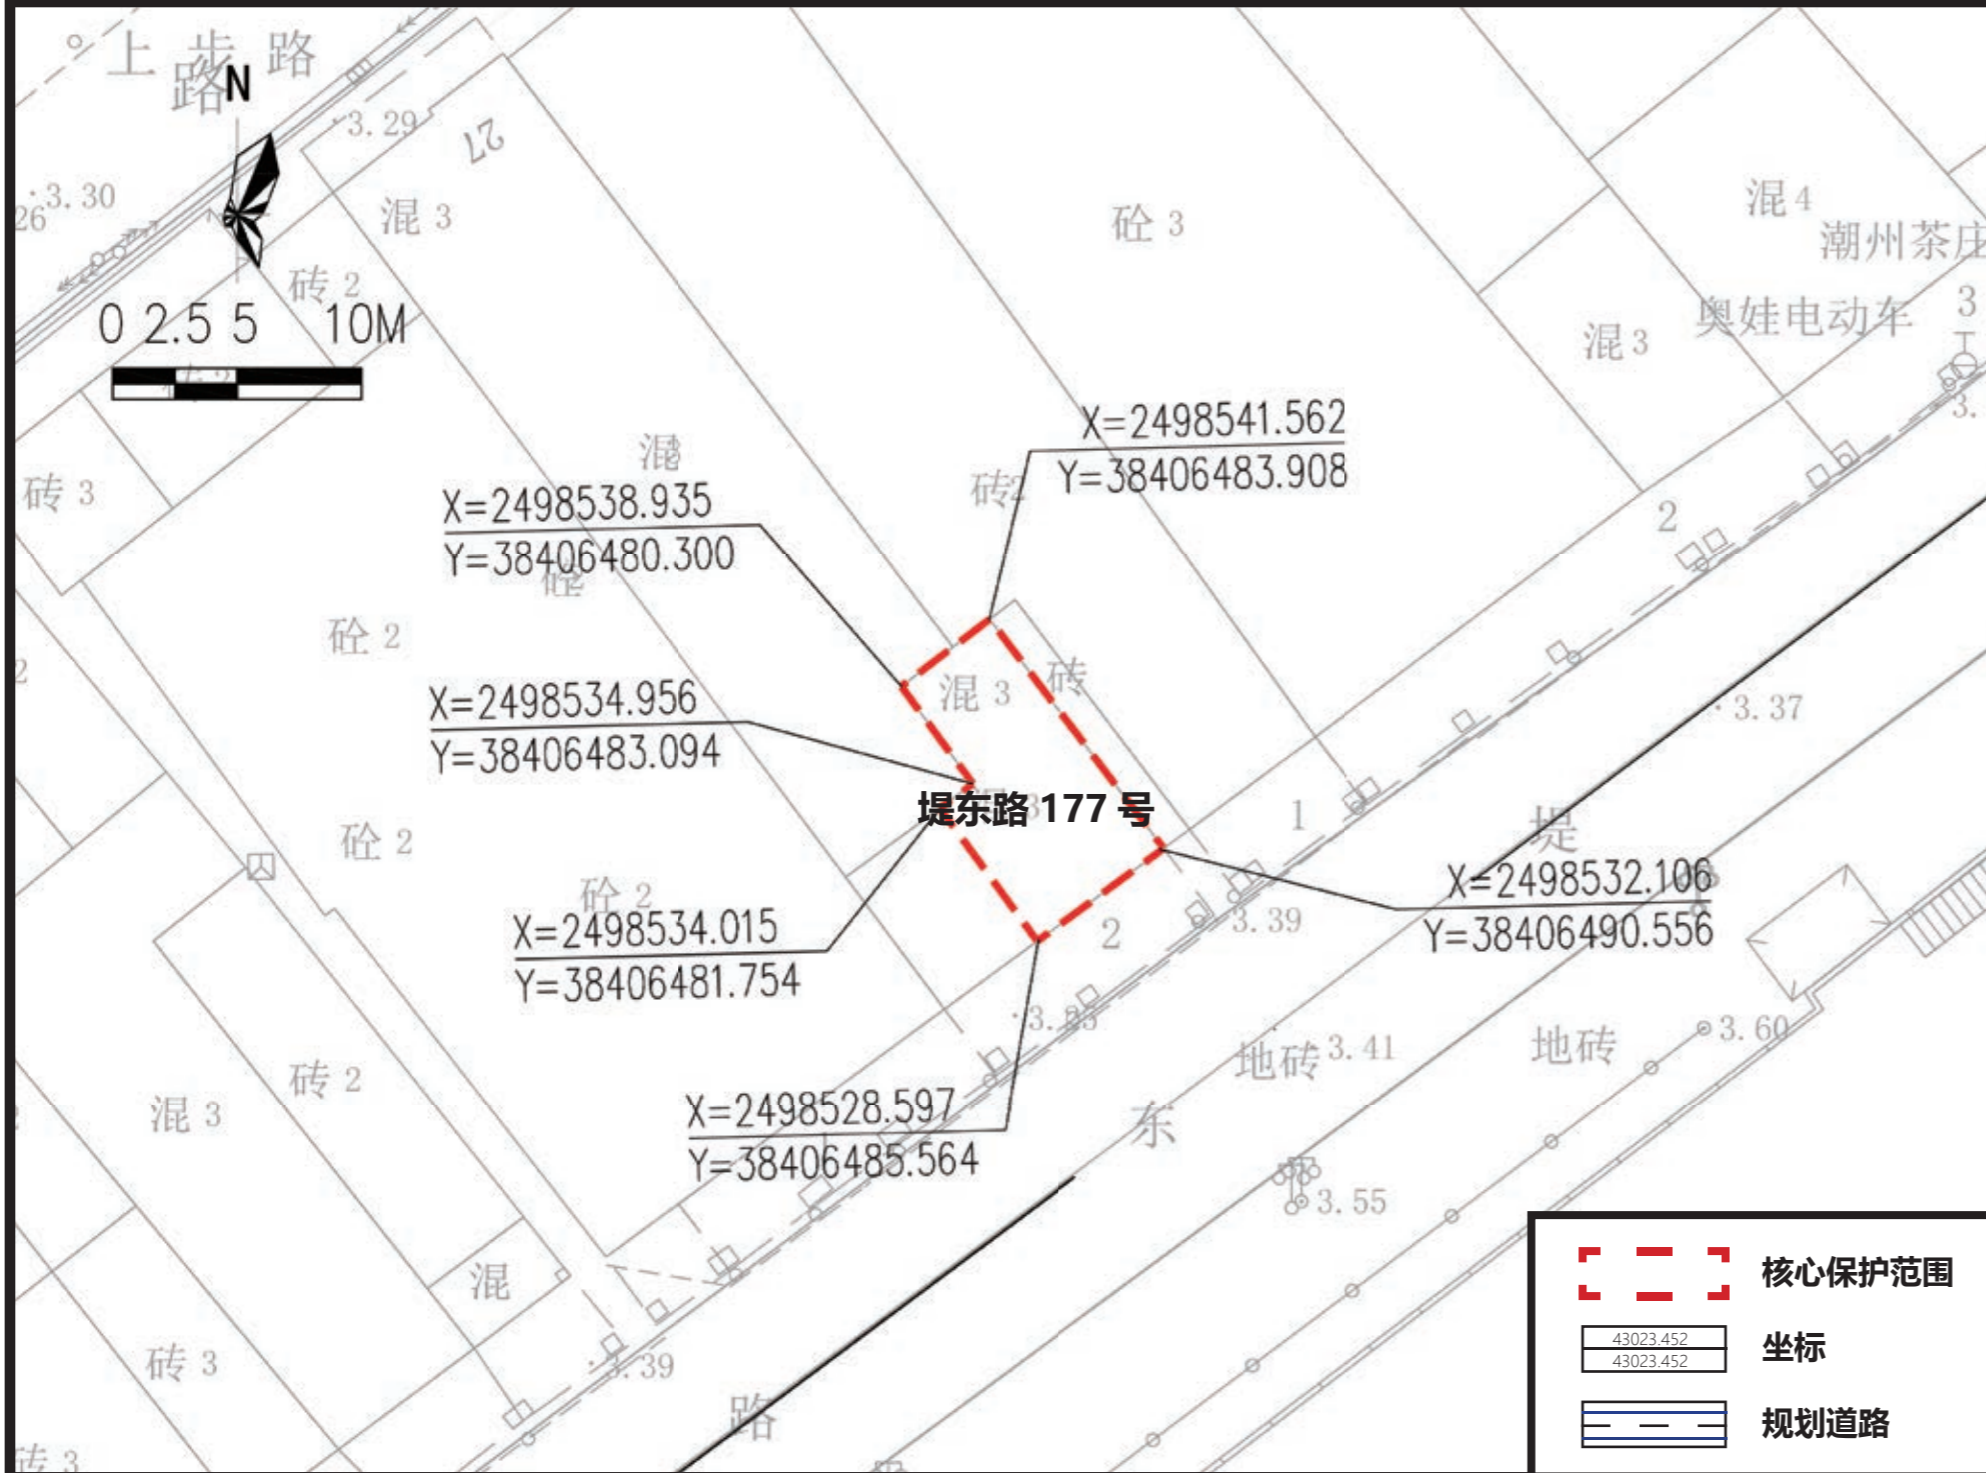 上步路
路
N
3.29
27
3.30
26
混 3
砖 2
0 2.5 5 10M
砼 3
混 4
潮州茶庄
奥娃电动车
3
混 3
X=2498541.562
Y=38406483.908
混
砖2
砖 3
X=2498538.935
Y=38406480.300
2
砼 2
混 3
砖
X=2498534.956
Y=38406483.094
3.37
堤东路 177 号
1
堤
砼 2
砼 2
X=2498532.106
Y=38406490.556
X=2498534.015
Y=38406481.754
2
3.39
地砖 3.41
地砖
3.60
砖 2
混 3
X=2498528.597
Y=38406485.564
东
3.55
混
核心保护范围
43023.452
43023.452
坐标
砖 3
3.39
路
规划道路
砖 3